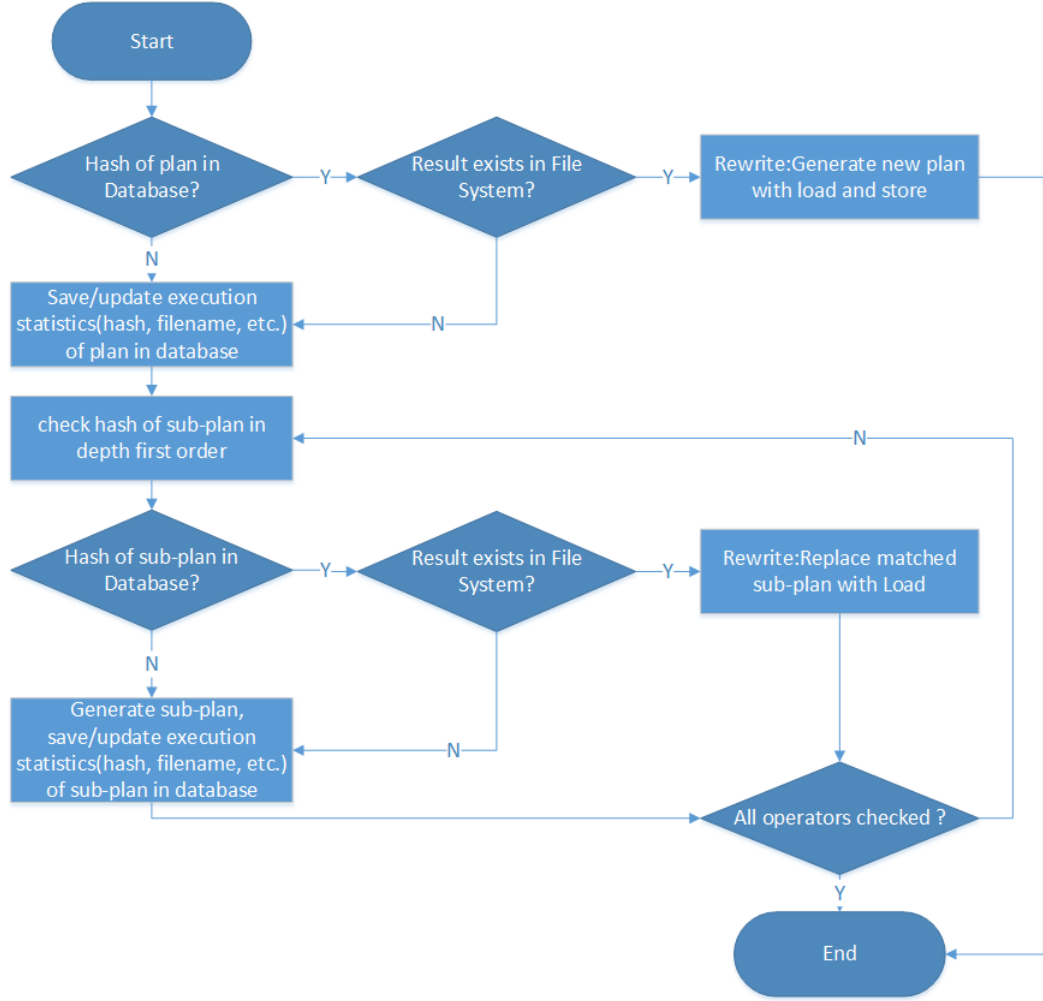 Start
Hash of plan in
Database?
Y
Result exists in File
System?
Y
Rewrite:Generate new plan
with load and store
N
Save/update execution
statistics(hash, filename, etc.)
of plan in database
N
check hash of sub-plan in
depth first order
N
Hash of sub-plan in
Database?
Y
Result exists in File
System?
Y
Rewrite:Replace matched
sub-plan with Load
N
Generate sub-plan,
save/update execution
statistics(hash, filename, etc.)
of sub-plan in database
N
All operators checked ?
Y
End